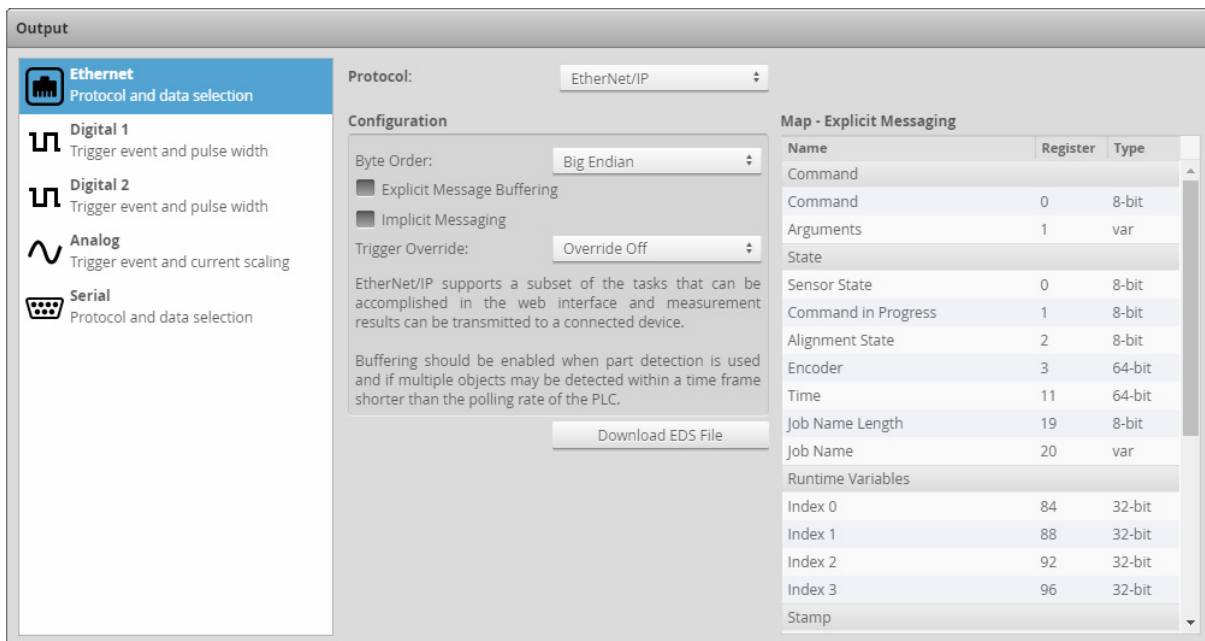 Output
Ethernet
Protocol and data selection
Digital 1
Trigger event and pulse width
Digital 2
Trigger event and pulse width
Analog
Trigger event and current scaling
Serial
Protocol and data selection
Protocol: EtherNet/IP
Configuration
Byte Order: Big Endian
Explicit Message Buffering
Implicit Messaging
Trigger Override: Override Off
EtherNet/IP supports a subset of the tasks that can be
accomplished in the web interface and measurement
results can be transmitted to a connected device.
Buffering should be enabled when part detection is used
and if multiple objects may be detected within a time frame
shorter than the polling rate of the PLC.
Download EDS File
Map - Explicit Messaging
Name Register Type
Command
Command 0 8-bit
Arguments 1 var
State
Sensor State 0 8-bit
Command in Progress 1 8-bit
Alignment State 2 8-bit
Encoder 3 64-bit
Time 11 64-bit
Job Name Length 19 8-bit
Job Name 20 var
Runtime Variables
Index 0 84 32-bit
Index 1 88 32-bit
Index 2 92 32-bit
Index 3 96 32-bit
Stamp